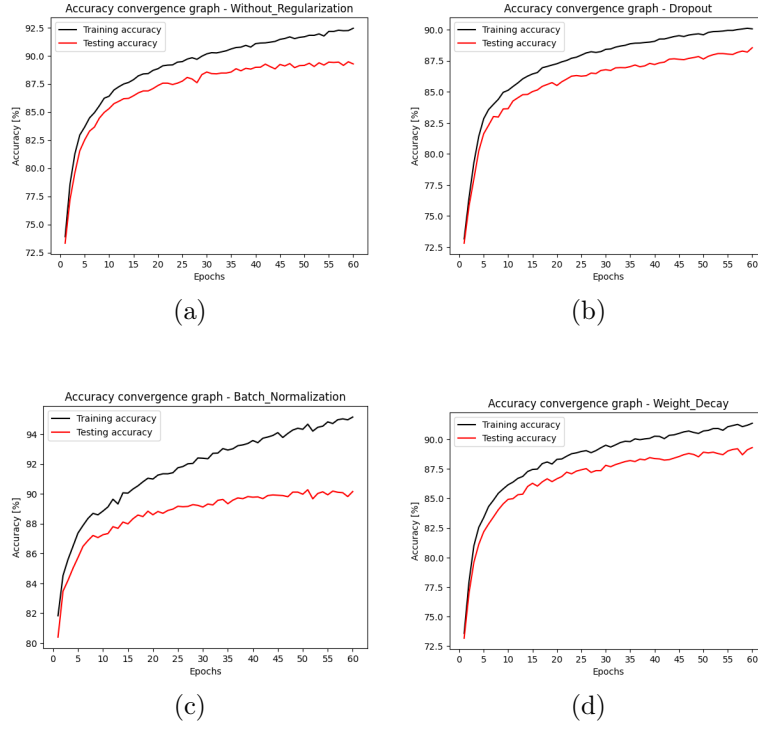 Accuracy convergence graph - Without_Regularization
Training accuracy
Testing accuracy
Accuracy [%]
92.5
90.0
87.5
85.0
82.5
80.0
77.5
75.0
72.5
0 5 10 15 20 25 30 35 40 45 50 55 60
Epochs
(a)
Accuracy convergence graph - Dropout
Training accuracy
Testing accuracy
Accuracy [%]
90.0
87.5
85.0
82.5
80.0
77.5
75.0
72.5
0 5 10 15 20 25 30 35 40 45 50 55 60
Epochs
(b)
Accuracy convergence graph - Batch_Normalization
Training accuracy
Testing accuracy
Accuracy [%]
94
92
90
88
86
84
82
80
0 5 10 15 20 25 30 35 40 45 50 55 60
Epochs
(c)
Accuracy convergence graph - Weight_Decay
Training accuracy
Testing accuracy
Accuracy [%]
90.0
87.5
85.0
82.5
80.0
77.5
75.0
72.5
0 5 10 15 20 25 30 35 40 45 50 55 60
Epochs
(d)